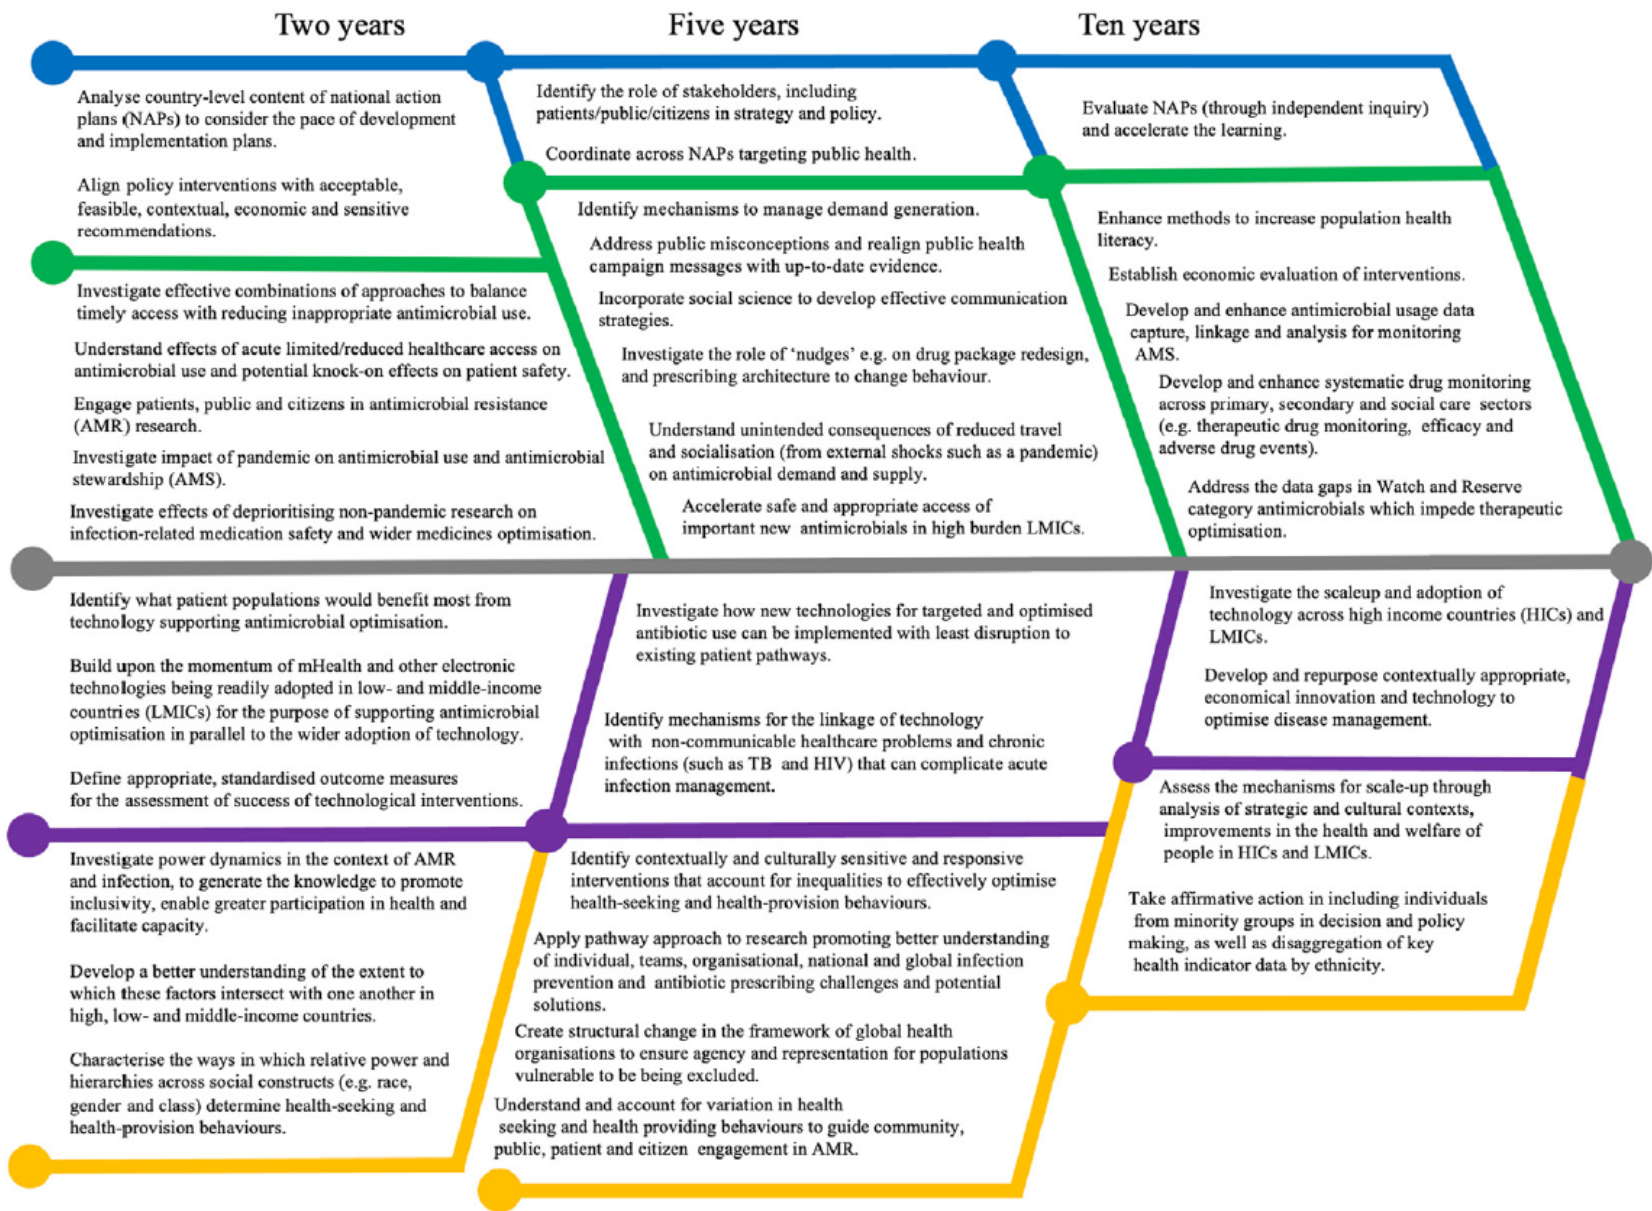 Two years
Five years
Ten years
Analyse country-level content of national action
plans (NAPs) to consider the pace of development
and implementation plans.
Align policy interventions with acceptable,
feasible, contextual, economic and sensitive
recommendations.
Investigate effective combinations of approaches to balance
timely access with reducing inappropriate antimicrobial use.
Understand effects of acute limited/reduced healthcare access on
antimicrobial use and potential knock-on effects on patient safety.
Engage patients, public and citizens in antimicrobial resistance
(AMR) research.
Investigate impact of pandemic on antimicrobial use and antimicrobial
stewardship (AMS).
Investigate effects of deprioritising non-pandemic research on
infection-related medication safety and wider medicines optimisation.
Identify what patient populations would benefit most from
technology supporting antimicrobial optimisation.
Build upon the momentum of mHealth and other electronic
technologies being readily adopted in low- and middle-income
countries (LMICs) for the purpose of supporting antimicrobial
optimisation in parallel to the wider adoption of technology.
Define appropriate, standardised outcome measures
for the assessment of success of technological interventions.
Investigate power dynamics in the context of AMR
and infection, to generate the knowledge to promote
inclusivity, enable greater participation in health and
facilitate capacity.
Develop a better understanding of the extent to
which these factors intersect with one another in
high, low- and middle-income countries.
Characterise the ways in which relative power and
hierarchies across social constructs (e.g. race,
gender and class) determine health-seeking and
health-provision behaviours.
Identify the role of stakeholders, including
patients/public/citizens in strategy and policy.
Coordinate across NAPs targeting public health.
Identify mechanisms to manage demand generation.
Address public misconceptions and realign public health
campaign messages with up-to-date evidence.
Incorporate social science to develop effective communication
strategies.
Investigate the role of ‘nudges’ e.g. on drug package redesign,
and prescribing architecture to change behaviour.
Understand unintended consequences of reduced travel
and socialisation (from external shocks such as a pandemic)
on antimicrobial demand and supply.
Accelerate safe and appropriate access of
important new antimicrobials in high burden LMICs.
Investigate how new technologies for targeted and optimised
antibiotic use can be implemented with least disruption to
existing patient pathways.
Identify mechanisms for the linkage of technology
with non-communicable healthcare problems and chronic
infections (such as TB and HIV) that can complicate acute
infection management.
Identify contextually and culturally sensitive and responsive
interventions that account for inequalities to effectively optimise
health-seeking and health-provision behaviours.
Apply pathway approach to research promoting better understanding
of individual, teams, organisational, national and global infection
prevention and antibiotic prescribing challenges and potential
solutions.
Create structural change in the framework of global health
organisations to ensure agency and representation for populations
vulnerable to be being excluded.
Understand and account for variation in health
seeking and health providing behaviours to guide community,
public, patient and citizen engagement in AMR.
Evaluate NAPs (through independent inquiry)
and accelerate the learning.
Enhance methods to increase population health
literacy.
Establish economic evaluation of interventions.
Develop and enhance antimicrobial usage data
capture, linkage and analysis for monitoring
AMS.
Develop and enhance systematic drug monitoring
across primary, secondary and social care sectors
(e.g. therapeutic drug monitoring, efficacy and
adverse drug events).
Address the data gaps in Watch and Reserve
category antimicrobials which impede therapeutic
optimisation.
Investigate the scaleup and adoption of
technology across high income countries (HICs) and
LMICs.
Develop and repurpose contextually appropriate,
economical innovation and technology to
optimise disease management.
Assess the mechanisms for scale-up through
analysis of strategic and cultural contexts,
improvements in the health and welfare of
people in HICs and LMICs.
Take affirmative action in including individuals
from minority groups in decision and policy
making, as well as disaggregation of key
health indicator data by ethnicity.